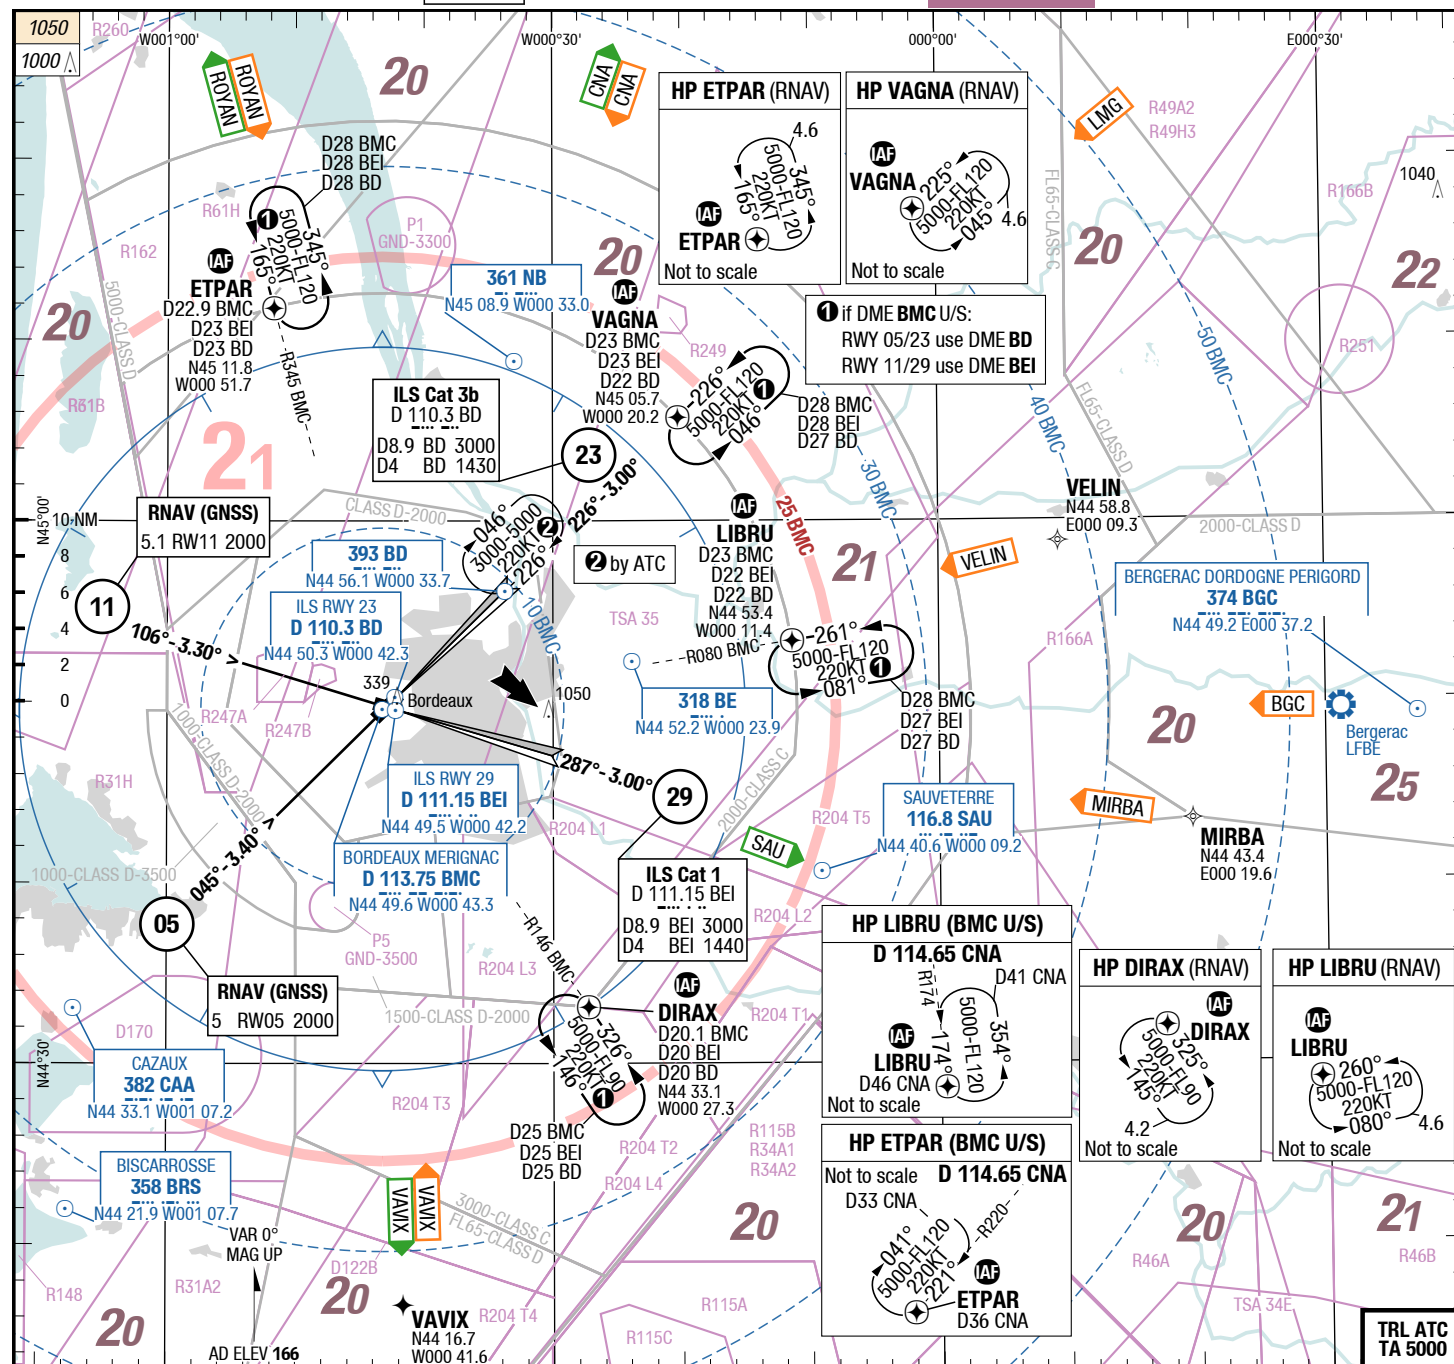 1050
1000
R260
W001°00'
W000°30'
000°00'
E000°30'
ROYAN
ROYAN
20
CNA
CNA
HP ETPAR (RNAV)
4.6
345°
5000-FL120
220KT
165°
IAF
ETPAR
Not to scale
HP VAGNA (RNAV)
IAF
VAGNA
225°
5000-FL120
220KT
045°
4.6
Not to scale
LMG
R49A2
R49H3
1040
R166B
FL65-CLASS C
20
22
D28 BMC
D28 BEI
D28 BD
R61H
P1
GND-3300
R162
1
345°
5000-FL120
220KT
165°
IAF
ETPAR
D22.9 BMC
D23 BEI
D23 BD
N45 11.8
W000 51.7
5000-CLASS D
20
R31B
R345 BMC
361 NB
N45 08.9 W000 33.0
20
IAF
VAGNA
D23 BMC
D23 BEI
D22 BD
N45 05.7
W000 20.2
R249
226°
5000-FL120
220KT
046°
1
D28 BMC
D28 BEI
D27 BD
1 if DME BMC U/S:
RWY 05/23 use DME BD
RWY 11/29 use DME BEI
R251
50 BMC
40 BMC
30 BMC
25 BMC
FL65-CLASS D
21
ILS Cat 3b
D 110.3 BD
D8.9 BD 3000
D4 BD 1430
23
226°-3.00°
CLASS D-2000
N45°00'
10 NM
8
6
4
2
0
RNAV (GNSS)
5.1 RW11 2000
11
106°-3.30° >
046°
3000-5000
220KT
226°
2
2 by ATC
393 BD
N44 56.1 W000 33.7
ILS RWY 23
D 110.3 BD
N44 50.3 W000 42.3
10 BMC
IAF
LIBRU
D23 BMC
D22 BEI
D22 BD
N44 53.4
W000 11.4
21
VELIN
N44 58.8
E000 09.3
VELIN
2000-CLASS D
BERGERAC DORDOGNE PERIGORD
374 BGC
N44 49.2 E000 37.2
TSA 35
R166A
R080 BMC
261°
5000-FL120
220KT
081°
1
D28 BMC
D27 BEI
D27 BD
318 BE
N44 52.2 W000 23.9
339
Bordeaux
1050
R247A
R247B
1000-CLASS D-2000
R31H
BGC
Bergerac
LFBE
20
25
ILS RWY 29
D 111.15 BEI
N44 49.5 W000 42.2
287°-3.00°
29
2000-CLASS C
R204 L1
R204 T5
SAUVETERRE
116.8 SAU
N44 40.6 W000 09.2
MIRBA
MIRBA
N44 43.4
E000 19.6
SAU
BORDEAUX MERIGNAC
D 113.75 BMC
N44 49.6 W000 43.3
045°-3.40° >
1000-CLASS D-3500
05
ILS Cat 1
D 111.15 BEI
D8.9 BEI 3000
D4 BEI 1440
R204 L2
P5
GND-3500
R204 L3
R146 BMC
RNAV (GNSS)
5 RW05 2000
1500-CLASS D-2000
IAF
DIRAX
D20.1 BMC
D20 BEI
D20 BD
N44 33.1
W000 27.3
R204 T1
326°
5000-FL90
220KT
146°
1
D25 BMC
D25 BEI
D25 BD
HP LIBRU (BMC U/S)
D 114.65 CNA
R174
D41 CNA
IAF
LIBRU
D46 CNA
174°
5000-FL120
354°
Not to scale
HP DIRAX (RNAV)
IAF
DIRAX
325°
5000-FL90
220KT
145°
4.2
Not to scale
HP LIBRU (RNAV)
IAF
LIBRU
260°
5000-FL120
220KT
080°
4.6
Not to scale
D170
N44°30'
CAZAUX
382 CAA
N44 33.1 W001 07.2
R204 T3
BISCARROSSE
358 BRS
N44 21.9 W001 07.7
R204 T2
R204 L4
R115B
R34A1
R34A2
HP ETPAR (BMC U/S)
Not to scale D 114.65 CNA
D33 CNA
R220
041°
5000-FL120
220KT
221°
IAF
ETPAR
D36 CNA
VAVIX
VAVIX
3000-CLASS C
FL65-CLASS D
VAR 0°
MAG UP
R148
R31A2
D122B
20
20
20
20
21
R46A
R46B
TSA 34E
VAVIX
N44 16.7
W000 41.6
R204 T4
R115A
R115C
AD ELEV 166
TRL ATC
TA 5000